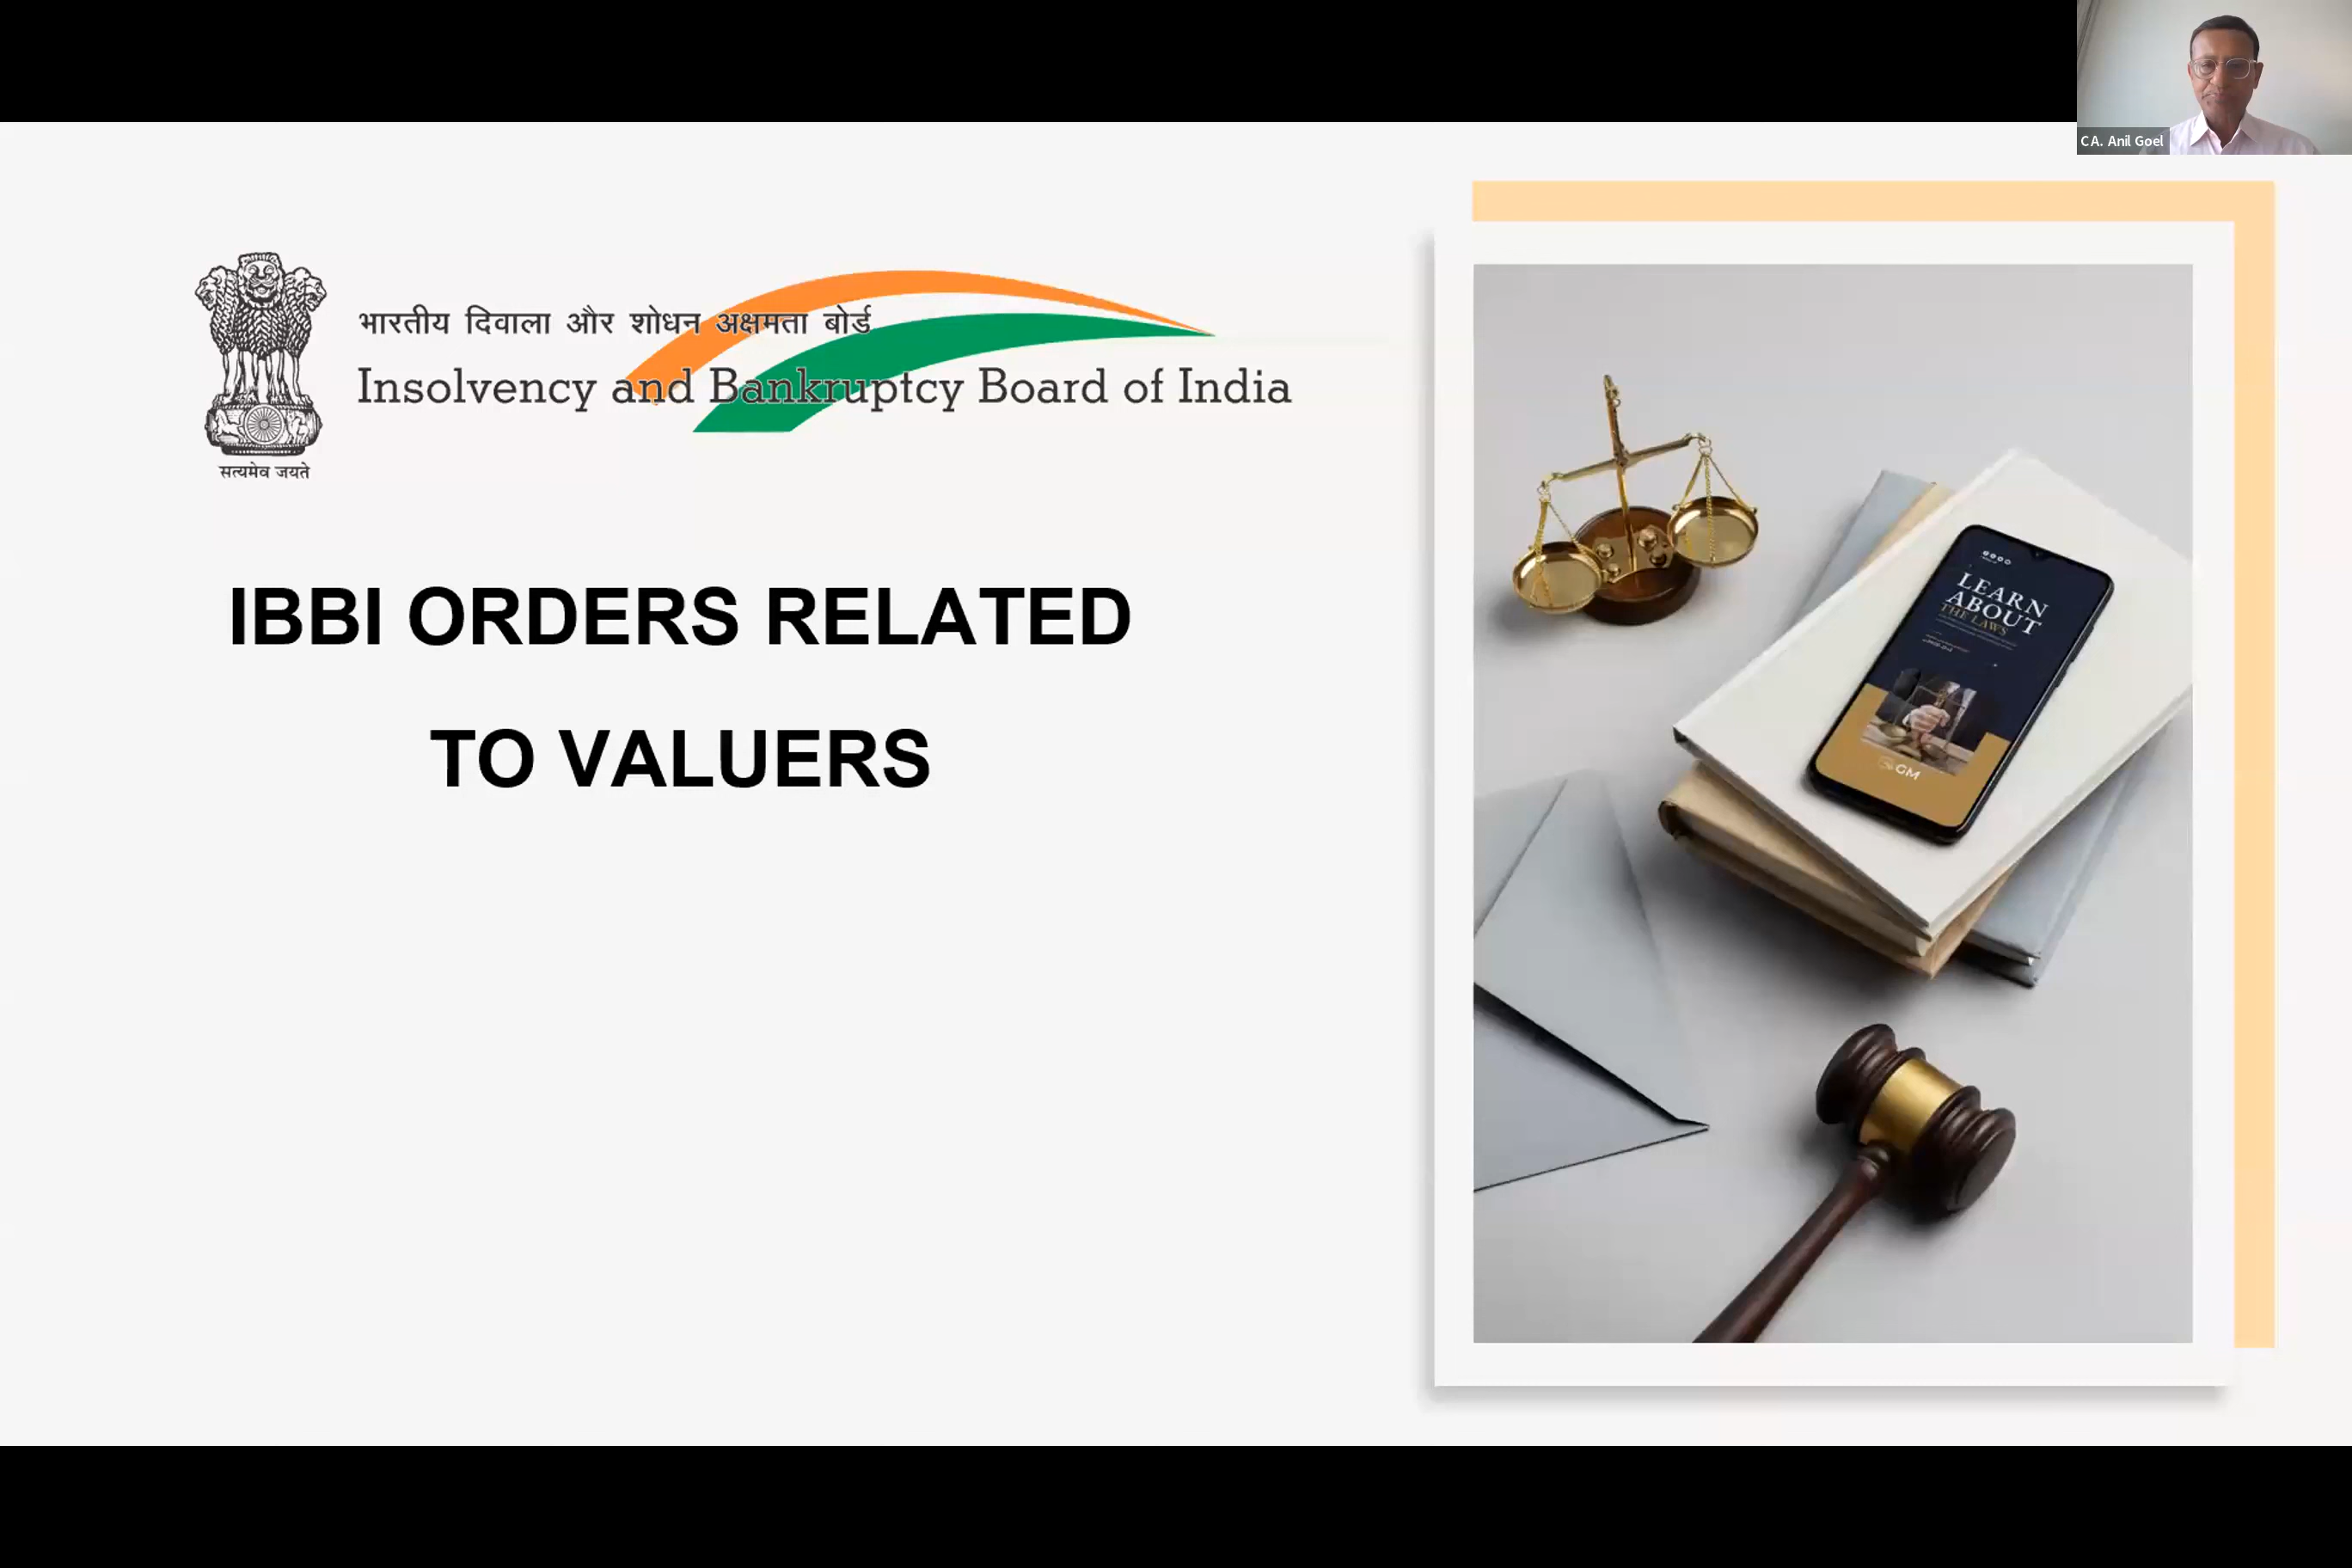 CA. Anil Goel
भारतीय दिवाला और शोधन अक्षमता बोर्ड
Insolvency and Bankruptcy Board of India
सत्यमेव जयते
IBBI ORDERS RELATED
TO VALUERS
LEARN
ABOUT
THE LAWS
GM